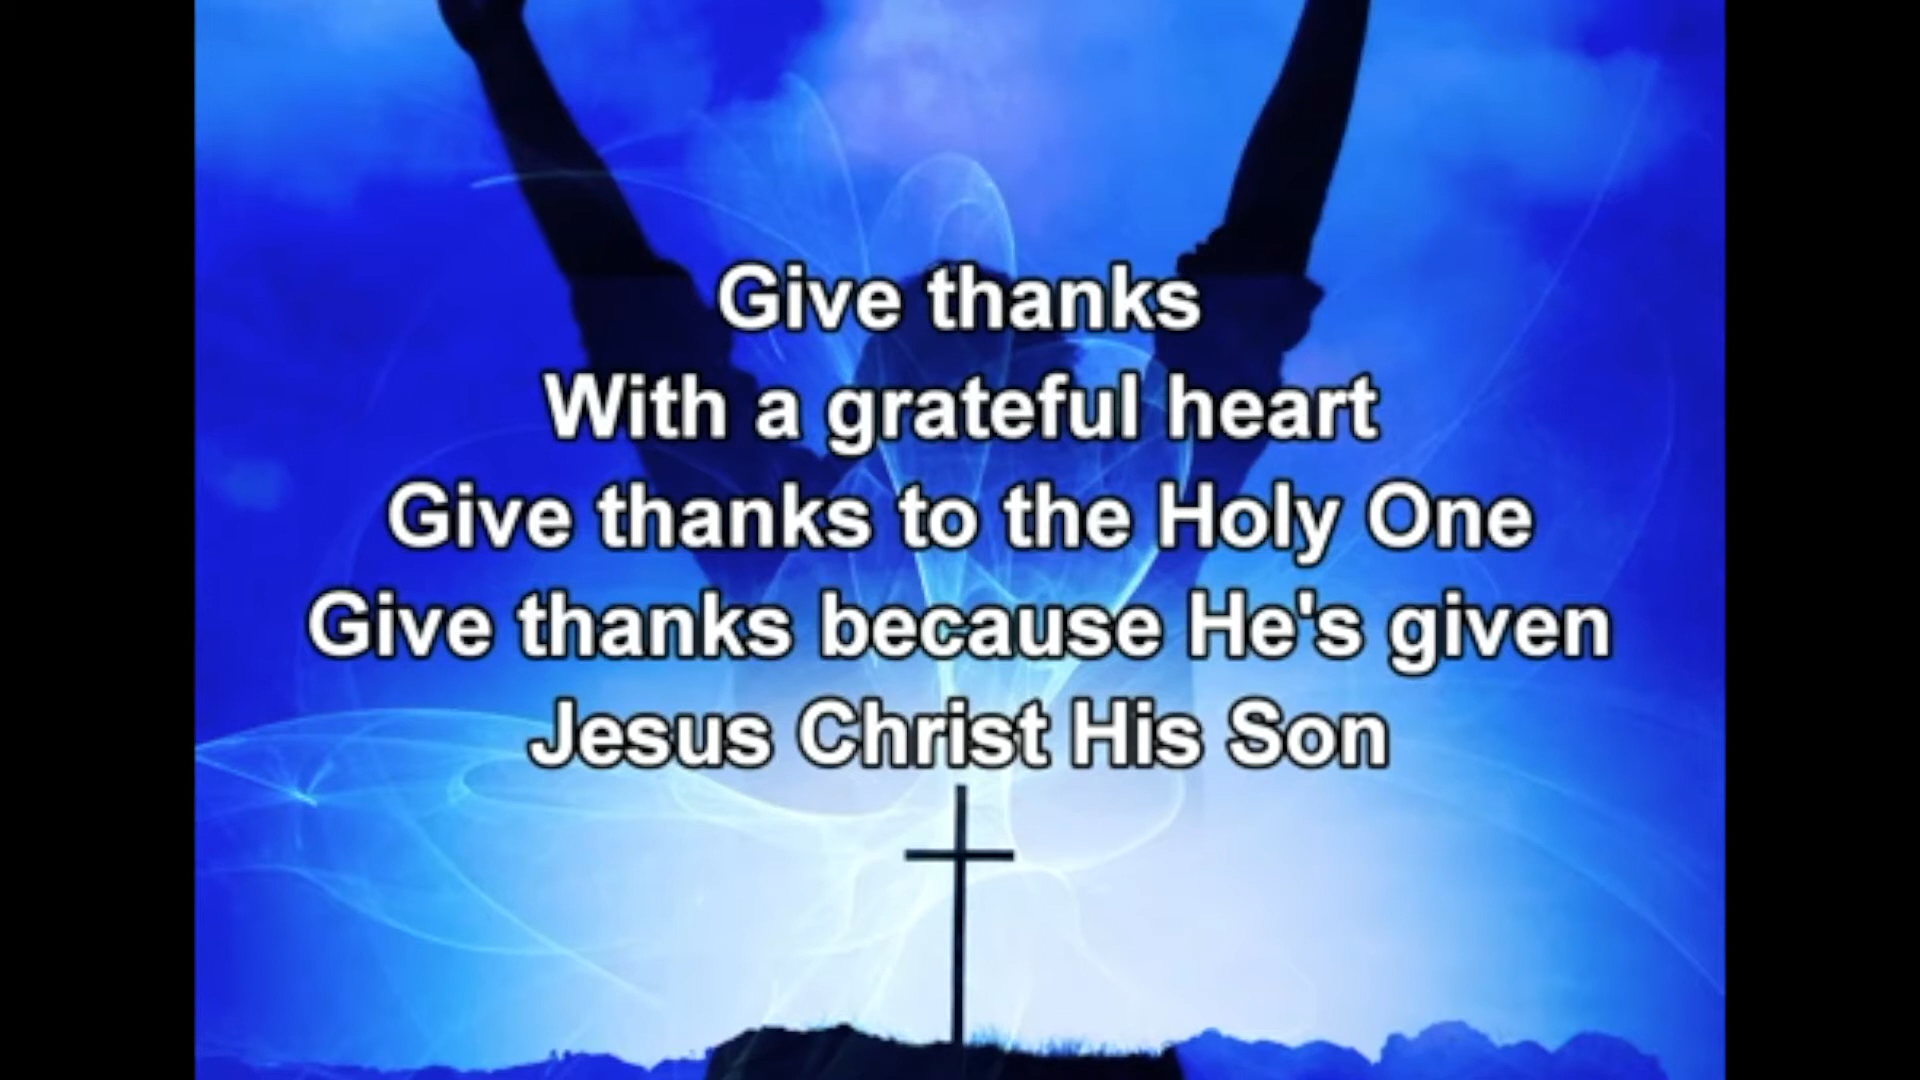 Give thanks
With a grateful heart
Give thanks to the Holy One
Give thanks because He's given
Jesus Christ His Son